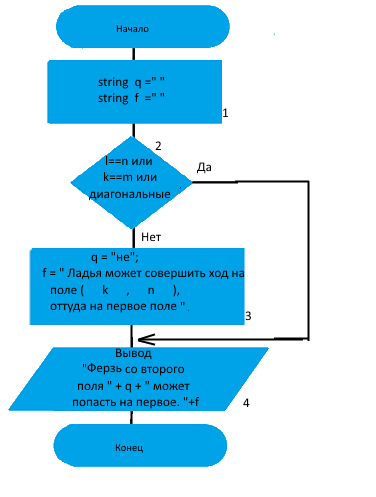 Начало
string q =" "
string f =" "
1
2
l==n или
k==m или
диагональные
Да
Нет
q = "не";
f = " Ладья может совершить ход на
поле ( k , n ),
оттуда на первое поле "
3
Вывод
"Ферзь со второго
поля " + q + " может
попасть на первое. "+f
4
Конец